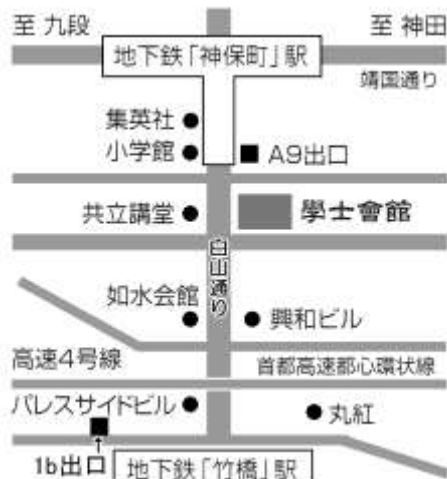 至 九段
至 神田
地下鉄「神保町」駅
靖国通り
集英社
小学館
A9出口
共立講堂
學士會館
白山通り
如水会館
興和ビル
高速4号線
首都高速都心環状線
パレスサイドビル
丸紅
1b出口
地下鉄「竹橋」駅